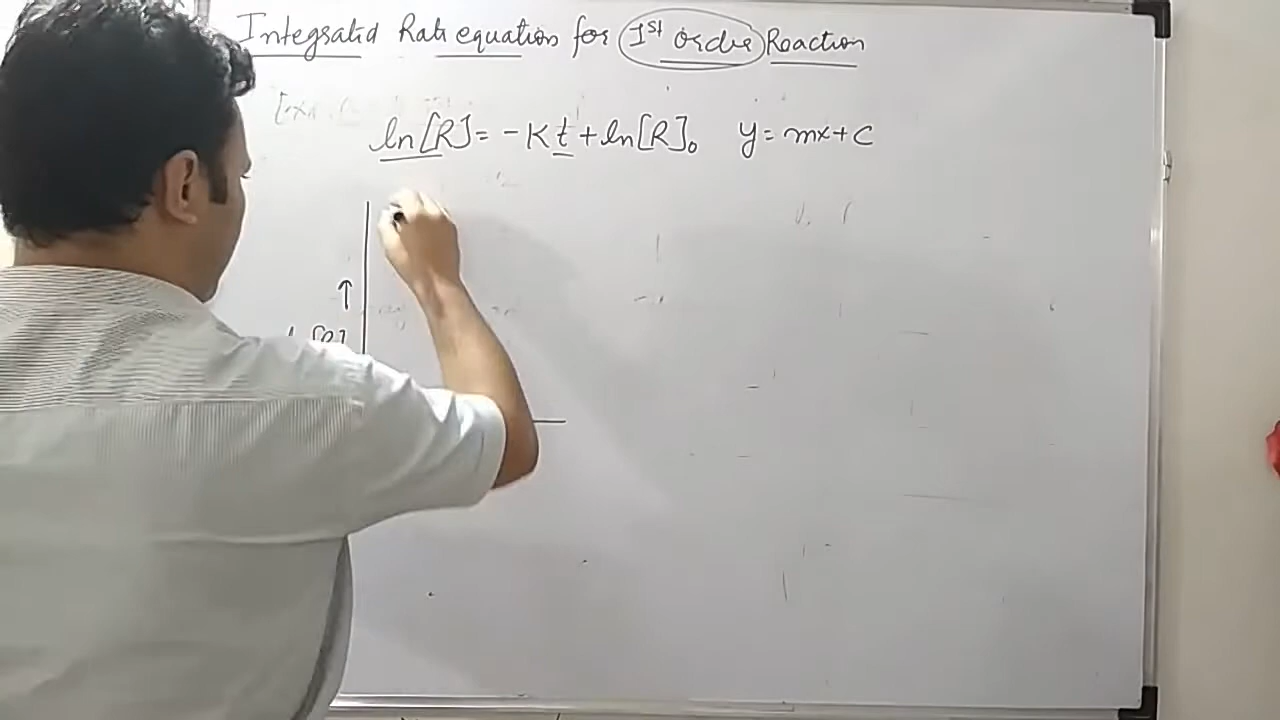 Integrated Rate equation for 1st order Reaction
ln[R] = -Kt + ln[R]₀ y = mx + c
↑
[R]